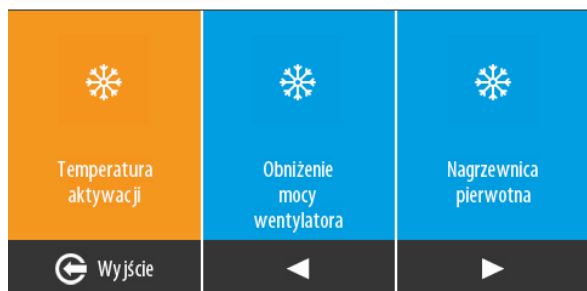 Temperatura
aktywacji
Obniżenie
mocy
wentylatora
Nagrzewnica
pierwotna
Wyjście